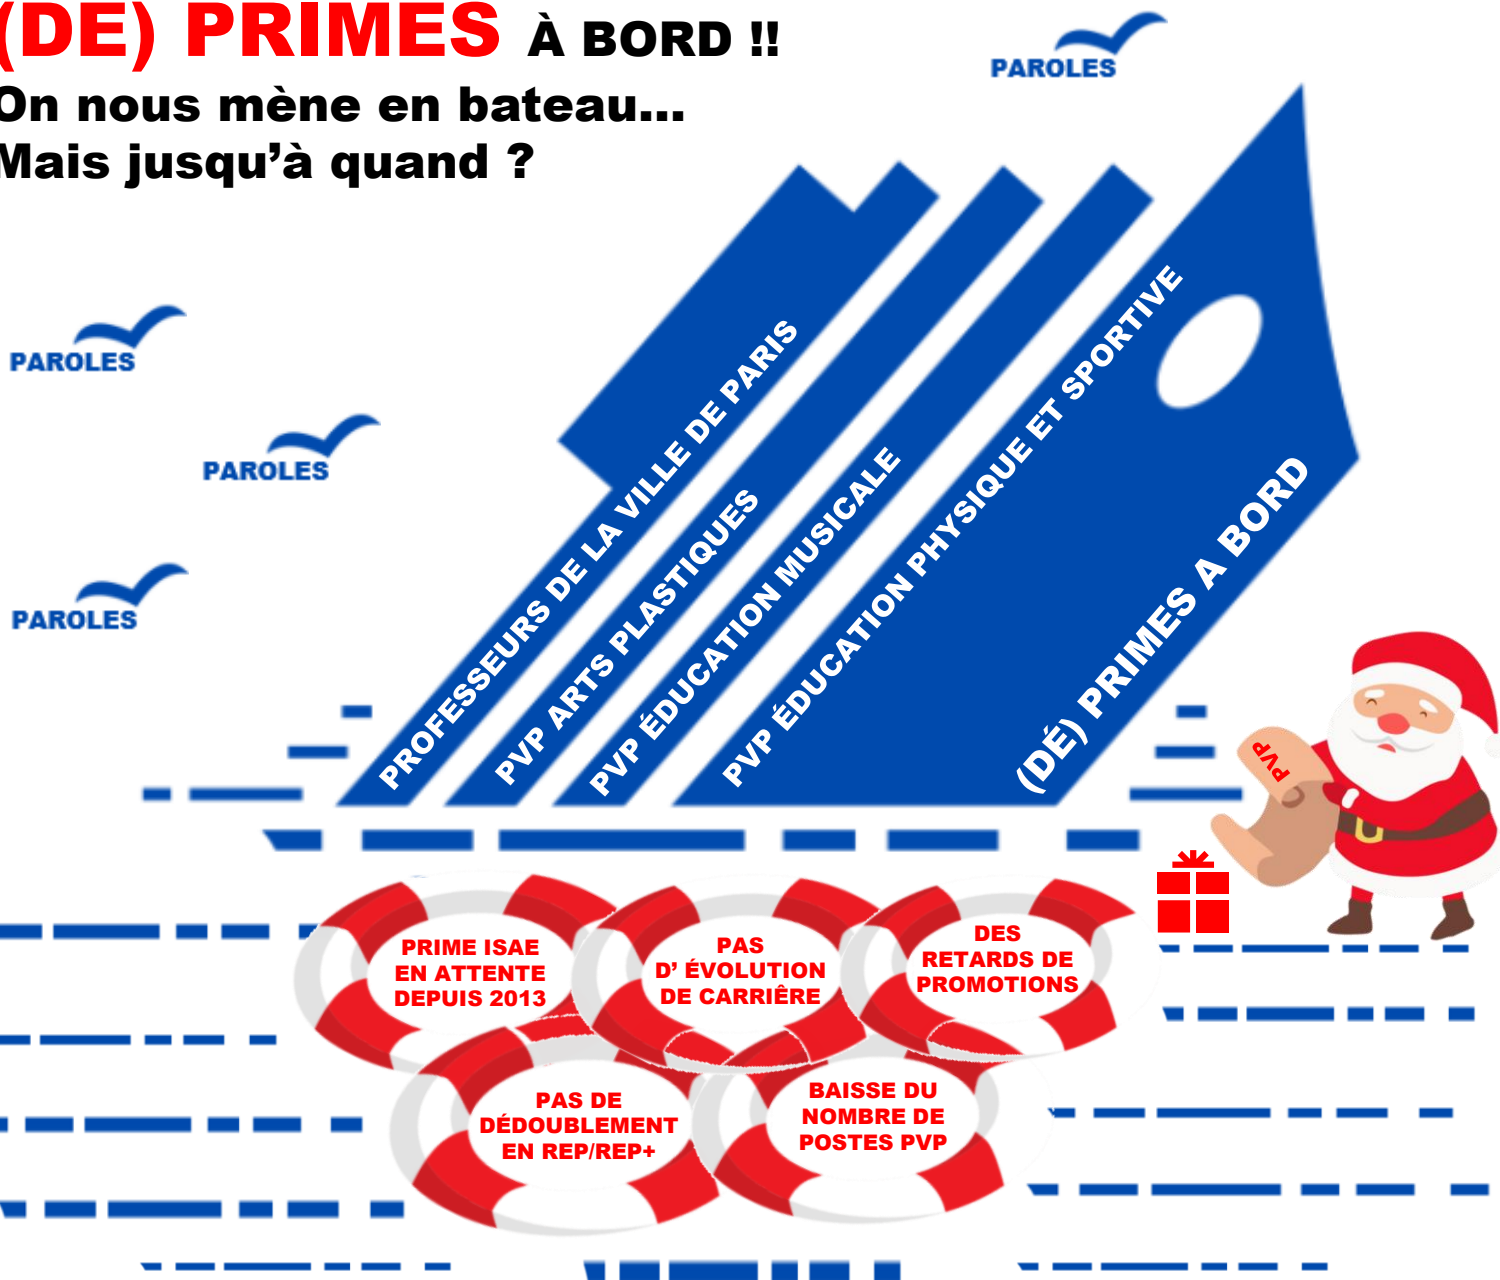 (DE) PRIMES À BORD !!
On nous mène en bateau...
Mais jusqu'à quand ?
PAROLES
PAROLES
PAROLES
PAROLES
PROFESSEURS DE LA VILLE DE PARIS
PVP ARTS PLASTIQUES
PVP ÉDUCATION MUSICALE
PVP ÉDUCATION PHYSIQUE ET SPORTIVE
(DÉ) PRIMES A BORD
PVP
PRIME ISAE
EN ATTENTE
DEPUIS 2013
PAS
D' ÉVOLUTION
DE CARRIÈRE
DES
RETARDS DE
PROMOTIONS
PAS DE
DÉDOUBLEMENT
EN REP/REP+
BAISSE DU
NOMBRE DE
POSTES PVP